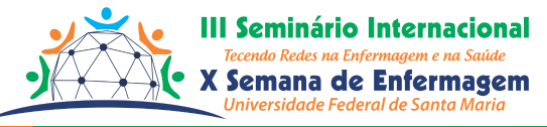 III Seminário Internacional
Tecendo Redes na Enfermagem e na Saúde
X Semana de Enfermagem
Universidade Federal de Santa Maria